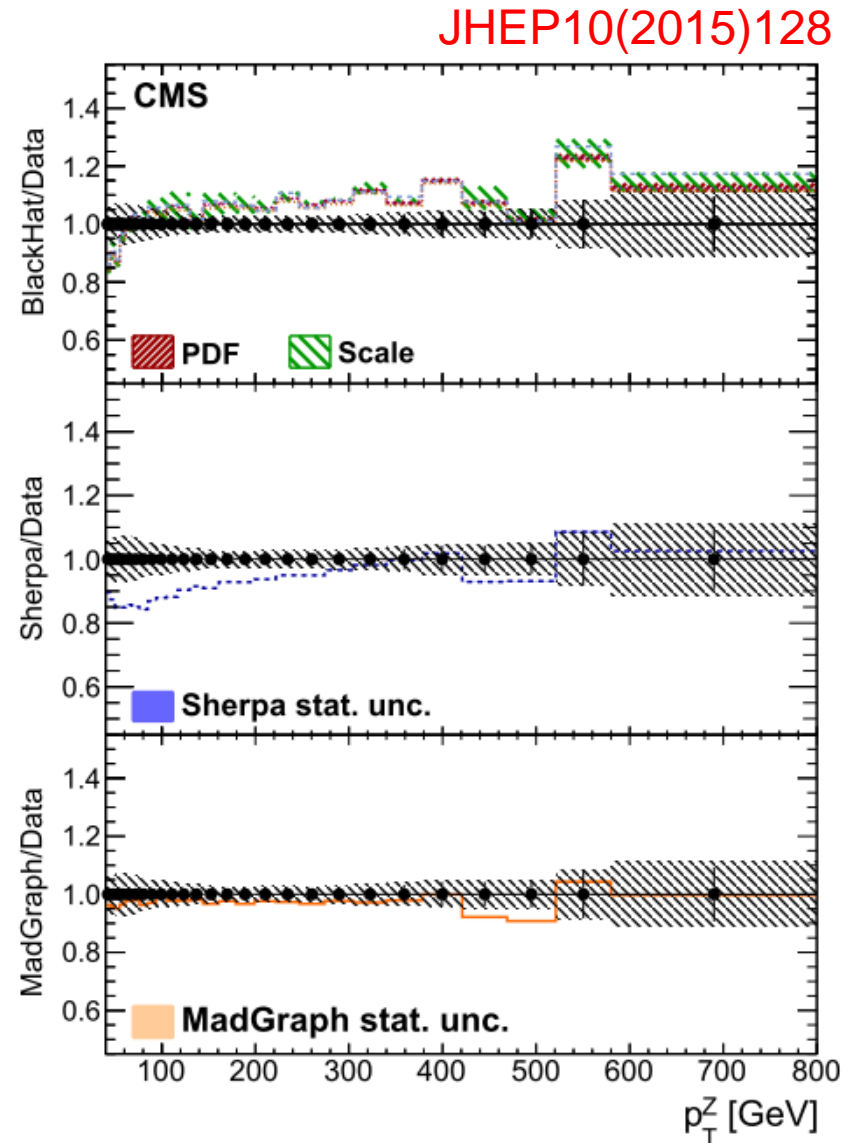 JHEP10(2015)128
CMS
BlackHat/Data
1.4
1.2
1.0
0.8
0.6
PDF
Scale
Sherpa/Data
1.4
1.2
1.0
0.8
0.6
Sherpa stat. unc.
MadGraph/Data
1.4
1.2
1.0
0.8
0.6
MadGraph stat. unc.
100 200 300 400 500 600 700 800
p_T^Z [GeV]